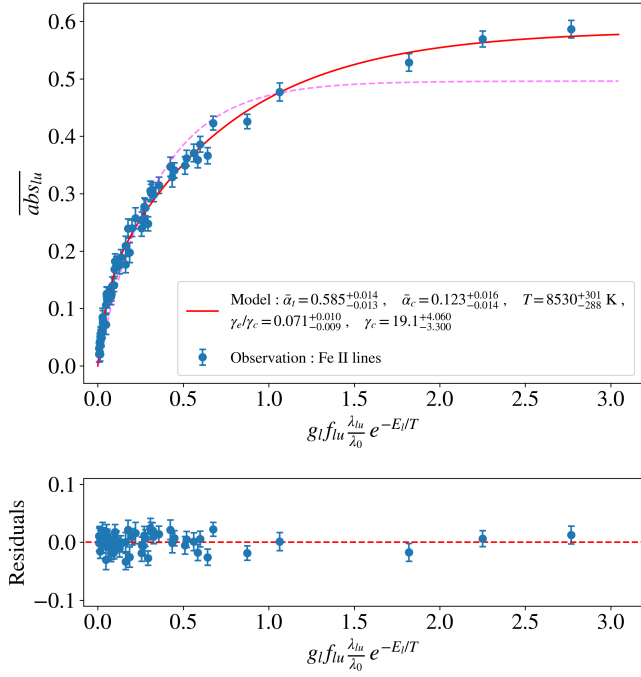 0.6
0.5
0.4
0.3
0.2
0.1
0.0
$\overline{abs_{lu}}$
Model : $\bar{\alpha}_t = 0.585^{+0.014}_{-0.013}$ , $\bar{\alpha}_c = 0.123^{+0.016}_{-0.014}$ , $T = 8530^{+301}_{-288}$ K ,
$\gamma_e/\gamma_c = 0.071^{+0.010}_{-0.009}$ , $\gamma_c = 19.1^{+4.060}_{-3.300}$
Observation : Fe II lines
0.0 0.5 1.0 1.5 2.0 2.5 3.0
$g_l f_{lu} \frac{\lambda_{lu}}{\lambda_0} e^{-E_l/T}$
0.1
0.0
−0.1
Residuals
0.0 0.5 1.0 1.5 2.0 2.5 3.0
$g_l f_{lu} \frac{\lambda_{lu}}{\lambda_0} e^{-E_l/T}$